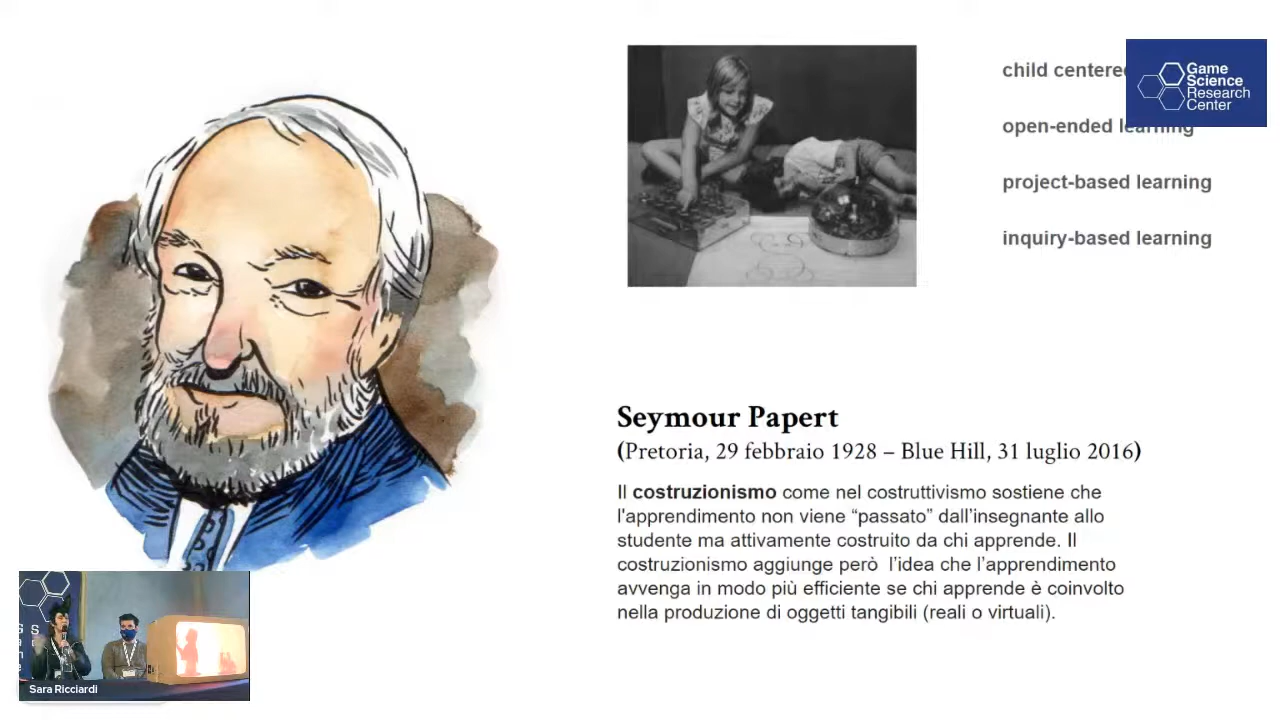 child centered
Game
Science
Research
Center
open-ended learning
project-based learning
inquiry-based learning
Seymour Papert
(Pretoria, 29 febbraio 1928 – Blue Hill, 31 luglio 2016)
Il costruzionismo come nel costruttivismo sostiene che
l'apprendimento non viene “passato” dall’insegnante allo
studente ma attivamente costruito da chi apprende. Il
costruzionismo aggiunge però l’idea che l’apprendimento
avvenga in modo più efficiente se chi apprende è coinvolto
nella produzione di oggetti tangibili (reali o virtuali).
Sara Ricciardi